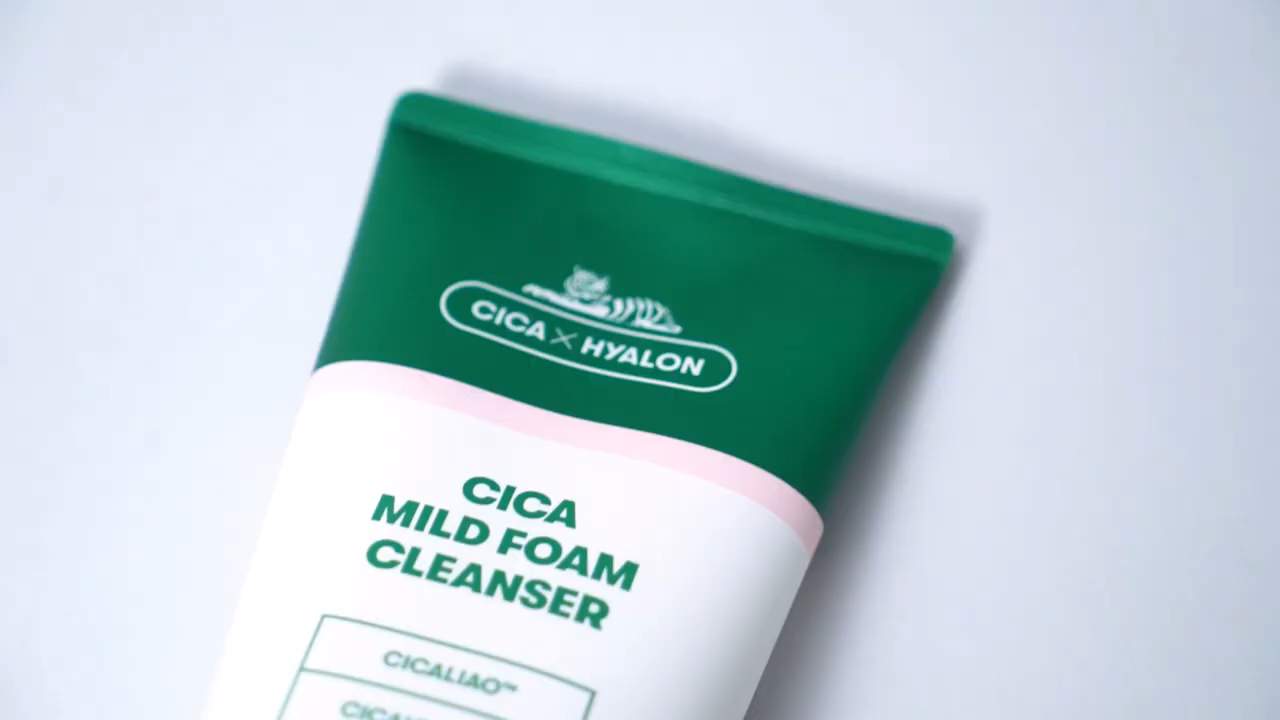 CICA X HYALON
CICA
MILD FOAM
CLEANSER
CICALIAO™